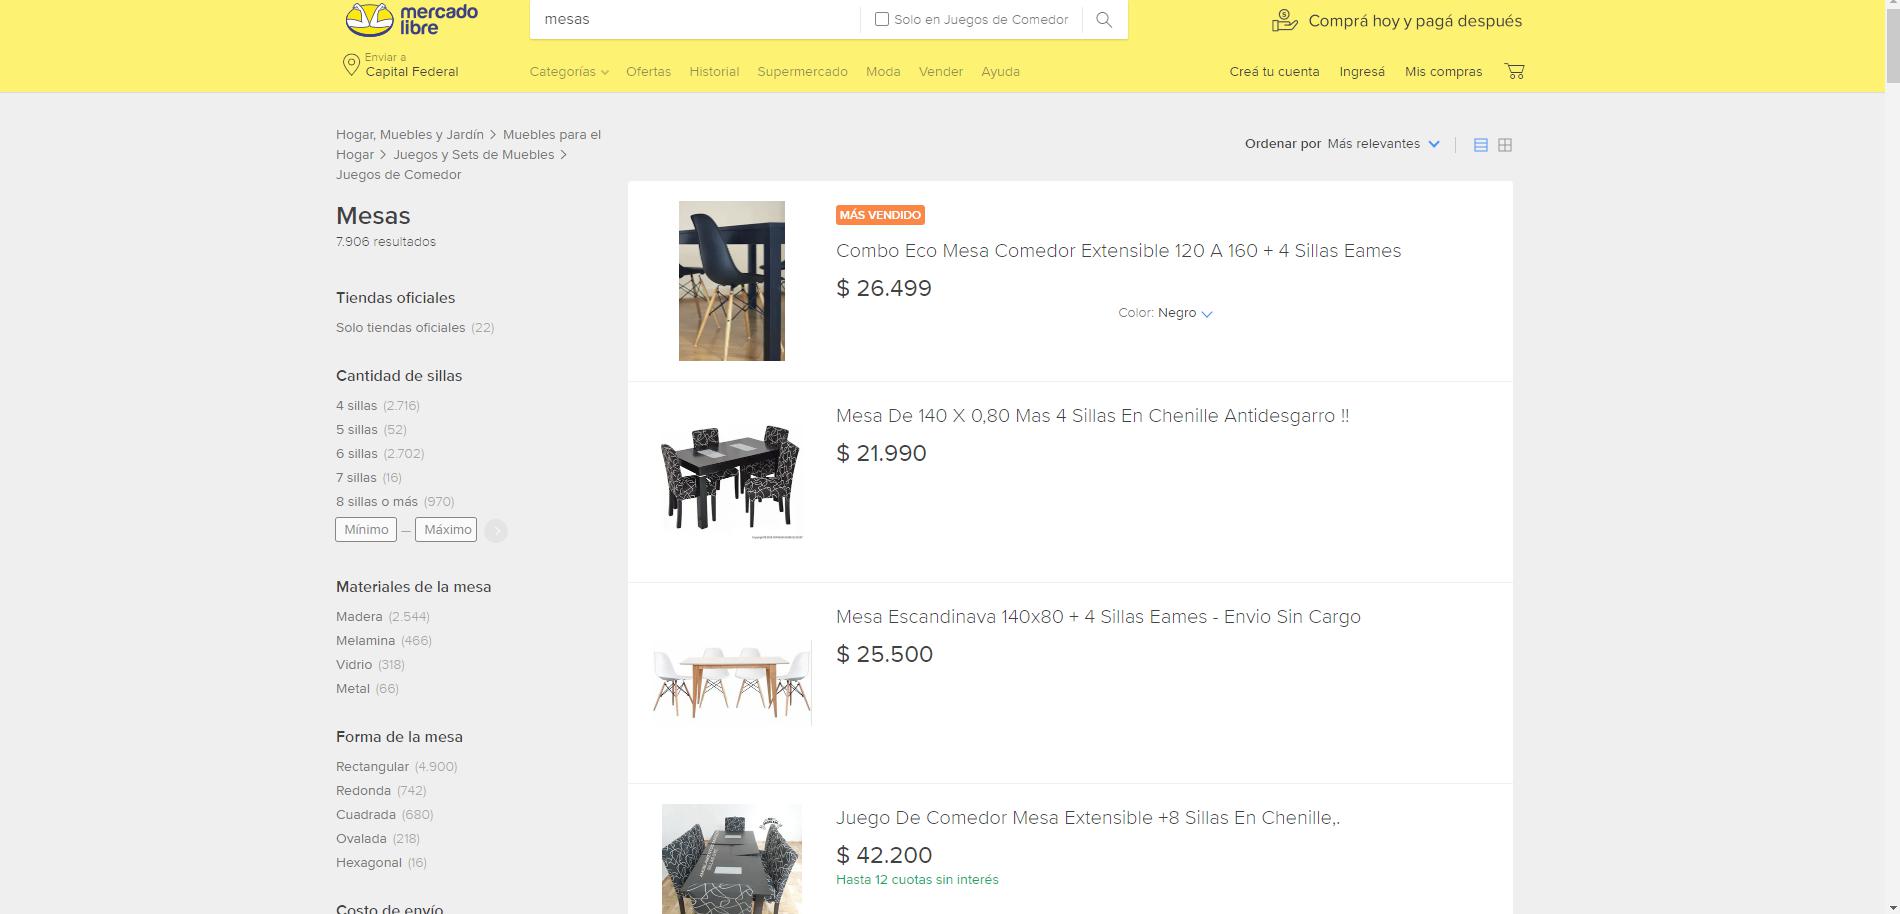 mercado
libre
mesas
Solo en Juegos de Comedor
Comprá hoy y pagá después
Enviar a
Capital Federal
Categorías
Ofertas
Historial
Supermercado
Moda
Vender
Ayuda
Creá tu cuenta
Ingresá
Mis compras
Hogar, Muebles y Jardín > Muebles para el
Hogar > Juegos y Sets de Muebles >
Juegos de Comedor
Mesas
7.906 resultados
Tiendas oficiales
Solo tiendas oficiales (22)
Cantidad de sillas
4 sillas (2.716)
5 sillas (52)
6 sillas (2.702)
7 sillas (16)
8 sillas o más (970)
Mínimo — Máximo
Materiales de la mesa
Madera (2.544)
Melamina (466)
Vidrio (318)
Metal (66)
Forma de la mesa
Rectangular (4.900)
Redonda (742)
Cuadrada (680)
Ovalada (218)
Hexagonal (16)
Costo de envío
Ordenar por Más relevantes
MÁS VENDIDO
Combo Eco Mesa Comedor Extensible 120 A 160 + 4 Sillas Eames
$ 26.499
Color: Negro
Mesa De 140 X 0,80 Mas 4 Sillas En Chenille Antidesgarro !!
$ 21.990
Mesa Escandinava 140x80 + 4 Sillas Eames - Envio Sin Cargo
$ 25.500
Juego De Comedor Mesa Extensible +8 Sillas En Chenille,.
$ 42.200
Hasta 12 cuotas sin interés